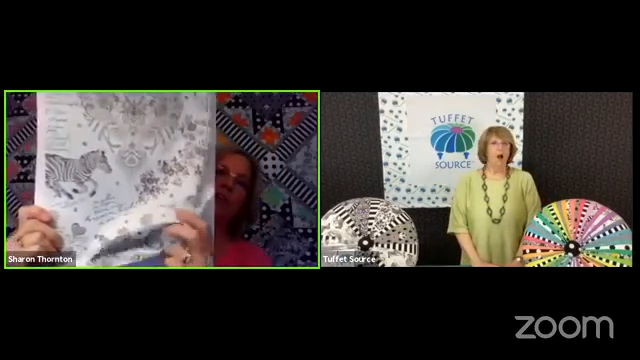 TUFFET
SOURCE
Sharon Thornton
Tuffet Source
zoom